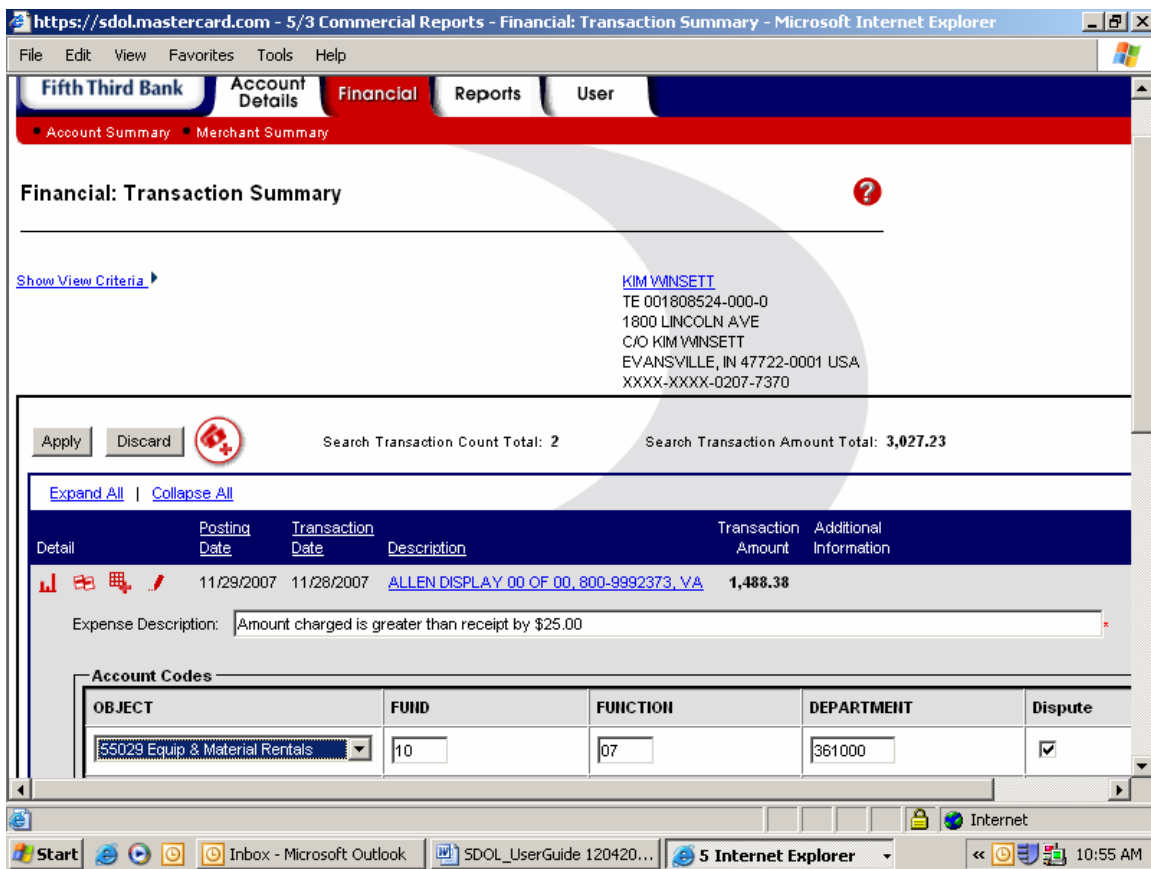 https://sdol.mastercard.com - 5/3 Commercial Reports - Financial: Transaction Summary - Microsoft Internet Explorer
File Edit View Favorites Tools Help
Fifth Third Bank Account Details Financial Reports User
Account Summary Merchant Summary
Financial: Transaction Summary ?
Show View Criteria
KIM WINSETT
TE 001808524-000-0
1800 LINCOLN AVE
C/O KIM WINSETT
EVANSVILLE, IN 47722-0001 USA
XXXX-XXXX-0207-7370
Apply Discard Search Transaction Count Total: 2 Search Transaction Amount Total: 3,027.23
Expand All | Collapse All
Detail Posting Date Transaction Date Description Transaction Amount Additional Information
11/29/2007 11/28/2007 ALLEN DISPLAY 00 OF 00, 800-9992373, VA 1,488.38
Expense Description: Amount charged is greater than receipt by $25.00 *
Account Codes
OBJECT FUND FUNCTION DEPARTMENT Dispute
55029 Equip & Material Rentals 10 07 361000
Internet
Start Inbox - Microsoft Outlook SDOL_UserGuide 120420... 5 Internet Explorer « 10:55 AM